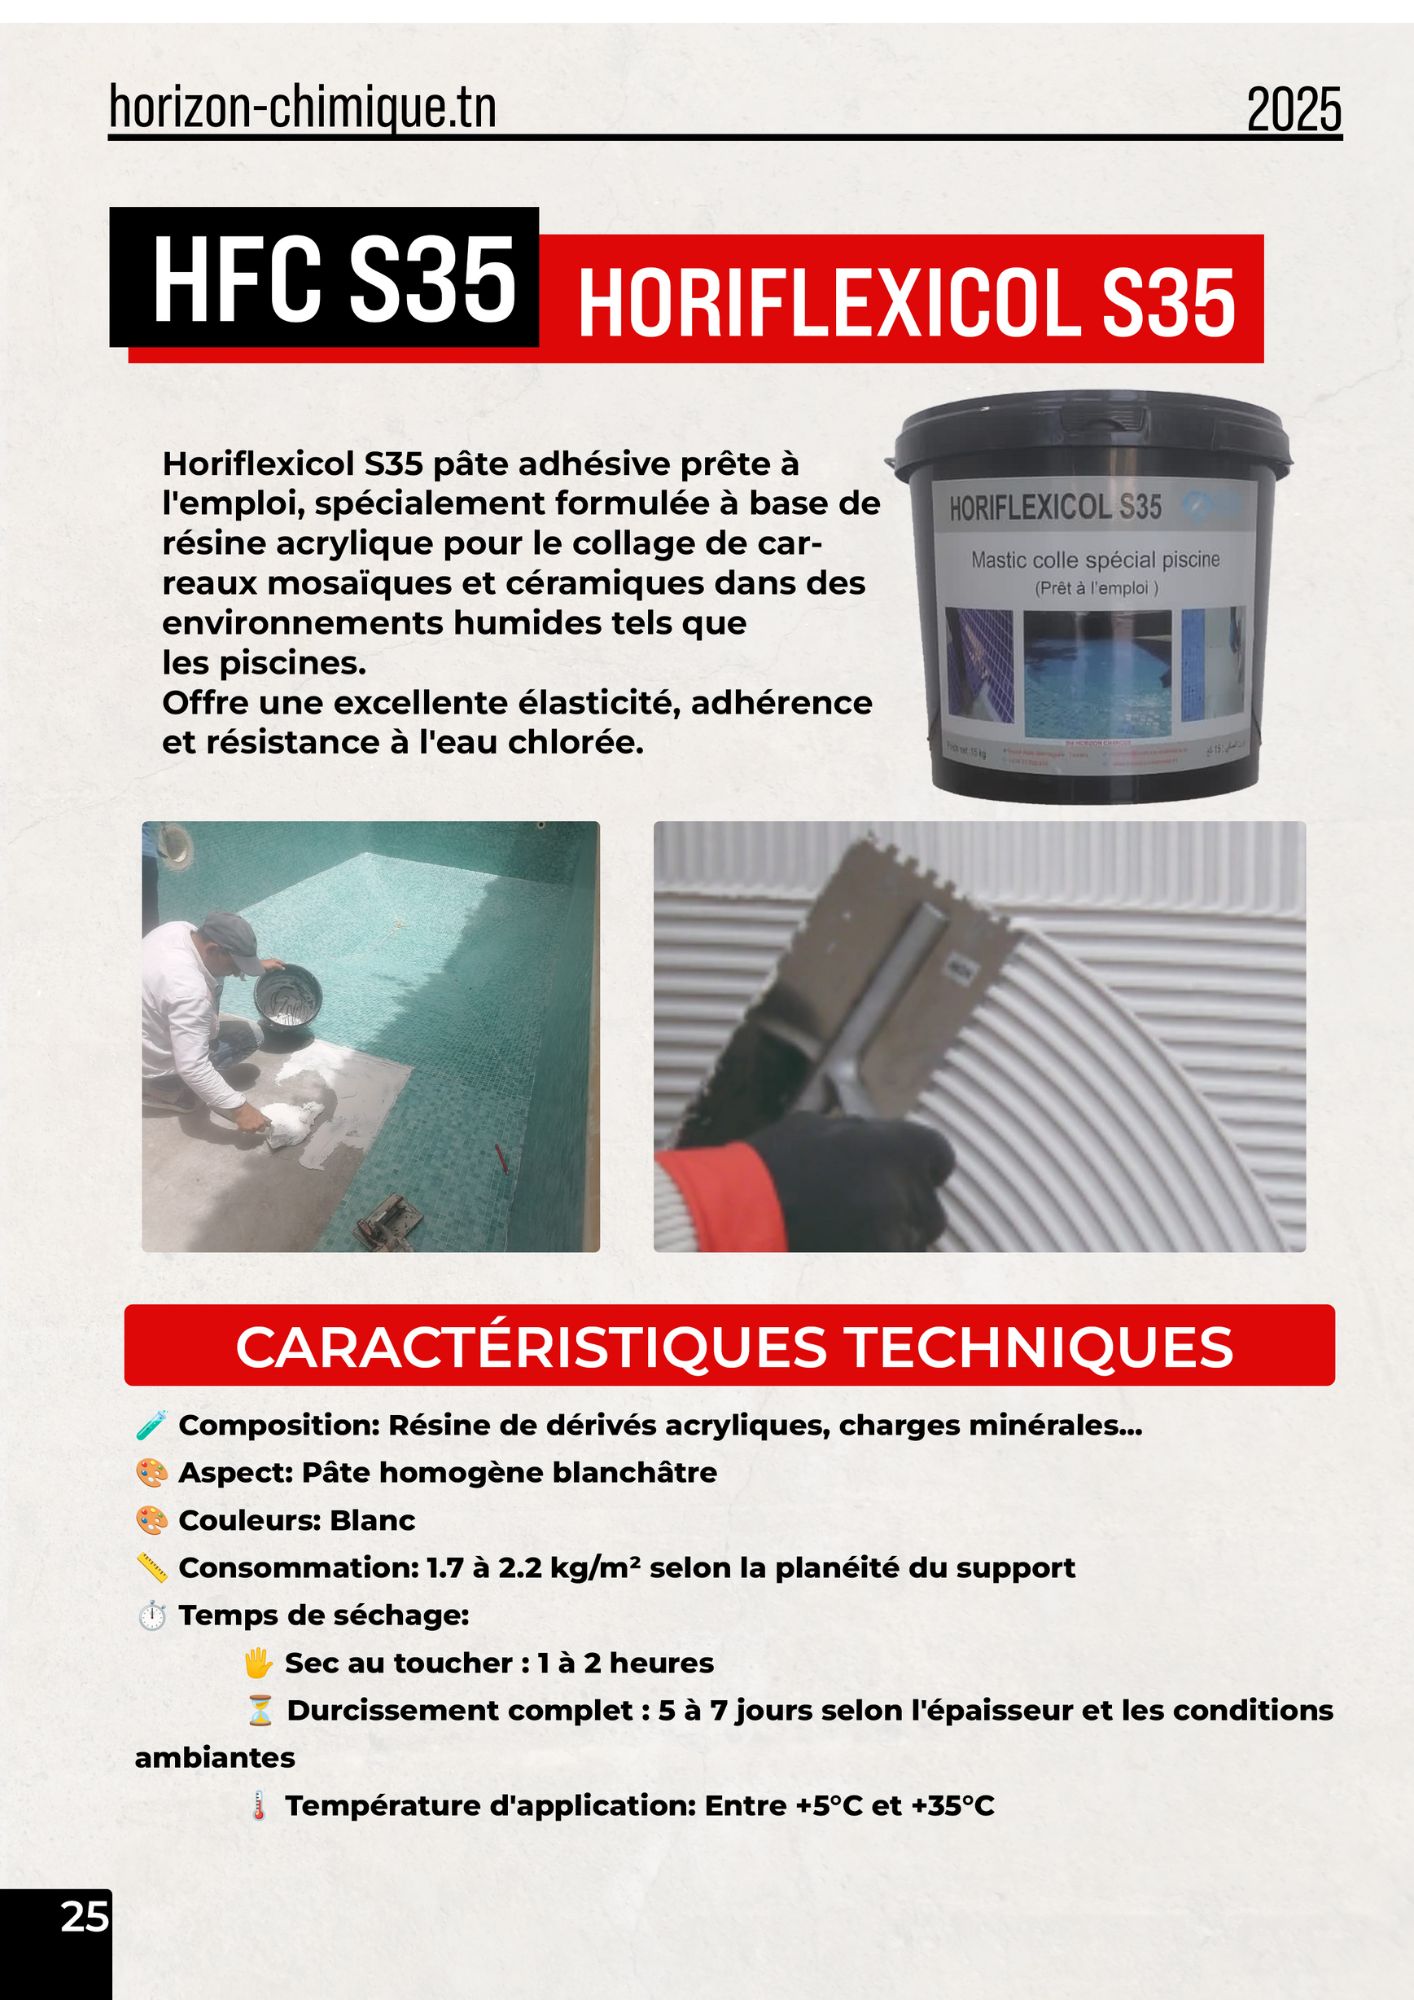 horizon-chimique.tn
2025
HFC S35
HORIFLEXICOL S35
Horiflexicol S35 pâte adhésive prête à
l'emploi, spécialement formulée à base de
résine acrylique pour le collage de car-
reaux mosaïques et céramiques dans des
environnements humides tels que
les piscines.
Offre une excellente élasticité, adhérence
et résistance à l'eau chlorée.
HORIFLEXICOL S35
Mastic colle spécial piscine
(Prêt à l'emploi )
CARACTÉRISTIQUES TECHNIQUES
🧪 Composition: Résine de dérivés acryliques, charges minérales...
🎨 Aspect: Pâte homogène blanchâtre
🎨 Couleurs: Blanc
📏 Consommation: 1.7 à 2.2 kg/m² selon la planéité du support
⏱️ Temps de séchage:
🖐️ Sec au toucher : 1 à 2 heures
⏳ Durcissement complet : 5 à 7 jours selon l'épaisseur et les conditions
ambiantes
🌡️ Température d'application: Entre +5°C et +35°C
25